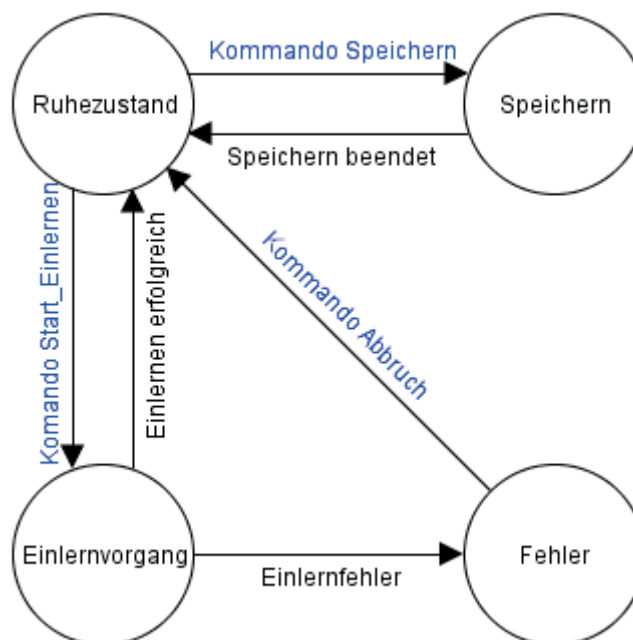 Kommando Speichern
Ruhezustand
Speichern
Speichern beendet
Komando Start_Einlernen
Einlernen erfolgreich
Kommando Abbruch
Einlernvorgang
Fehler
Einlernfehler